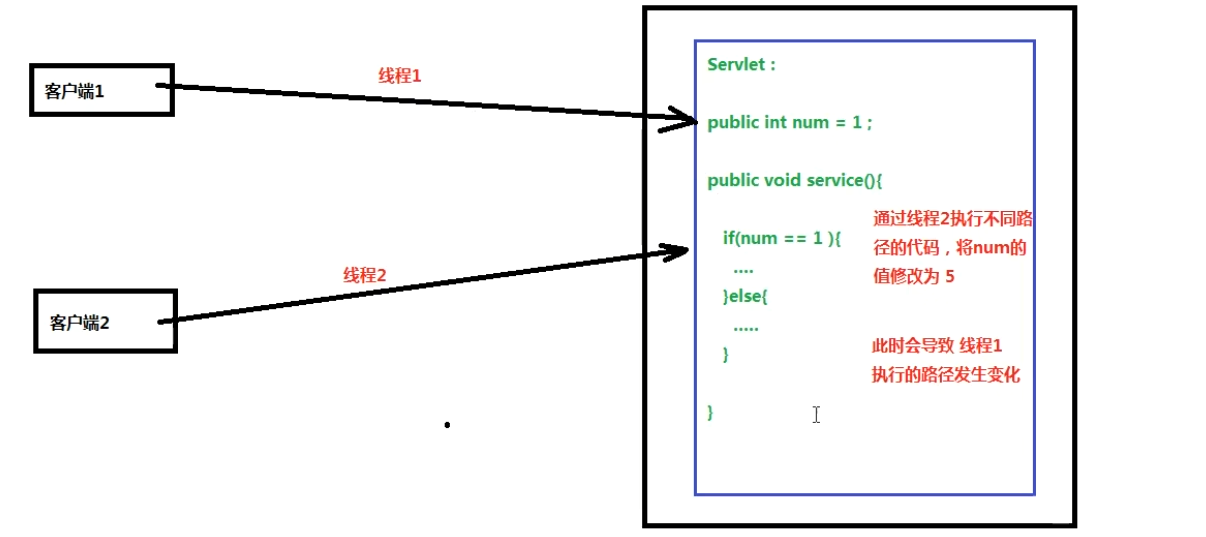 客户端1
线程1
客户端2
线程2
Servlet :
public int num = 1 ;
public void service(){
if(num == 1 ){
....
}else{
.....
}
}
通过线程2执行不同路
径的代码，将num的
值修改为 5
此时会导致 线程1
执行的路径发生变化